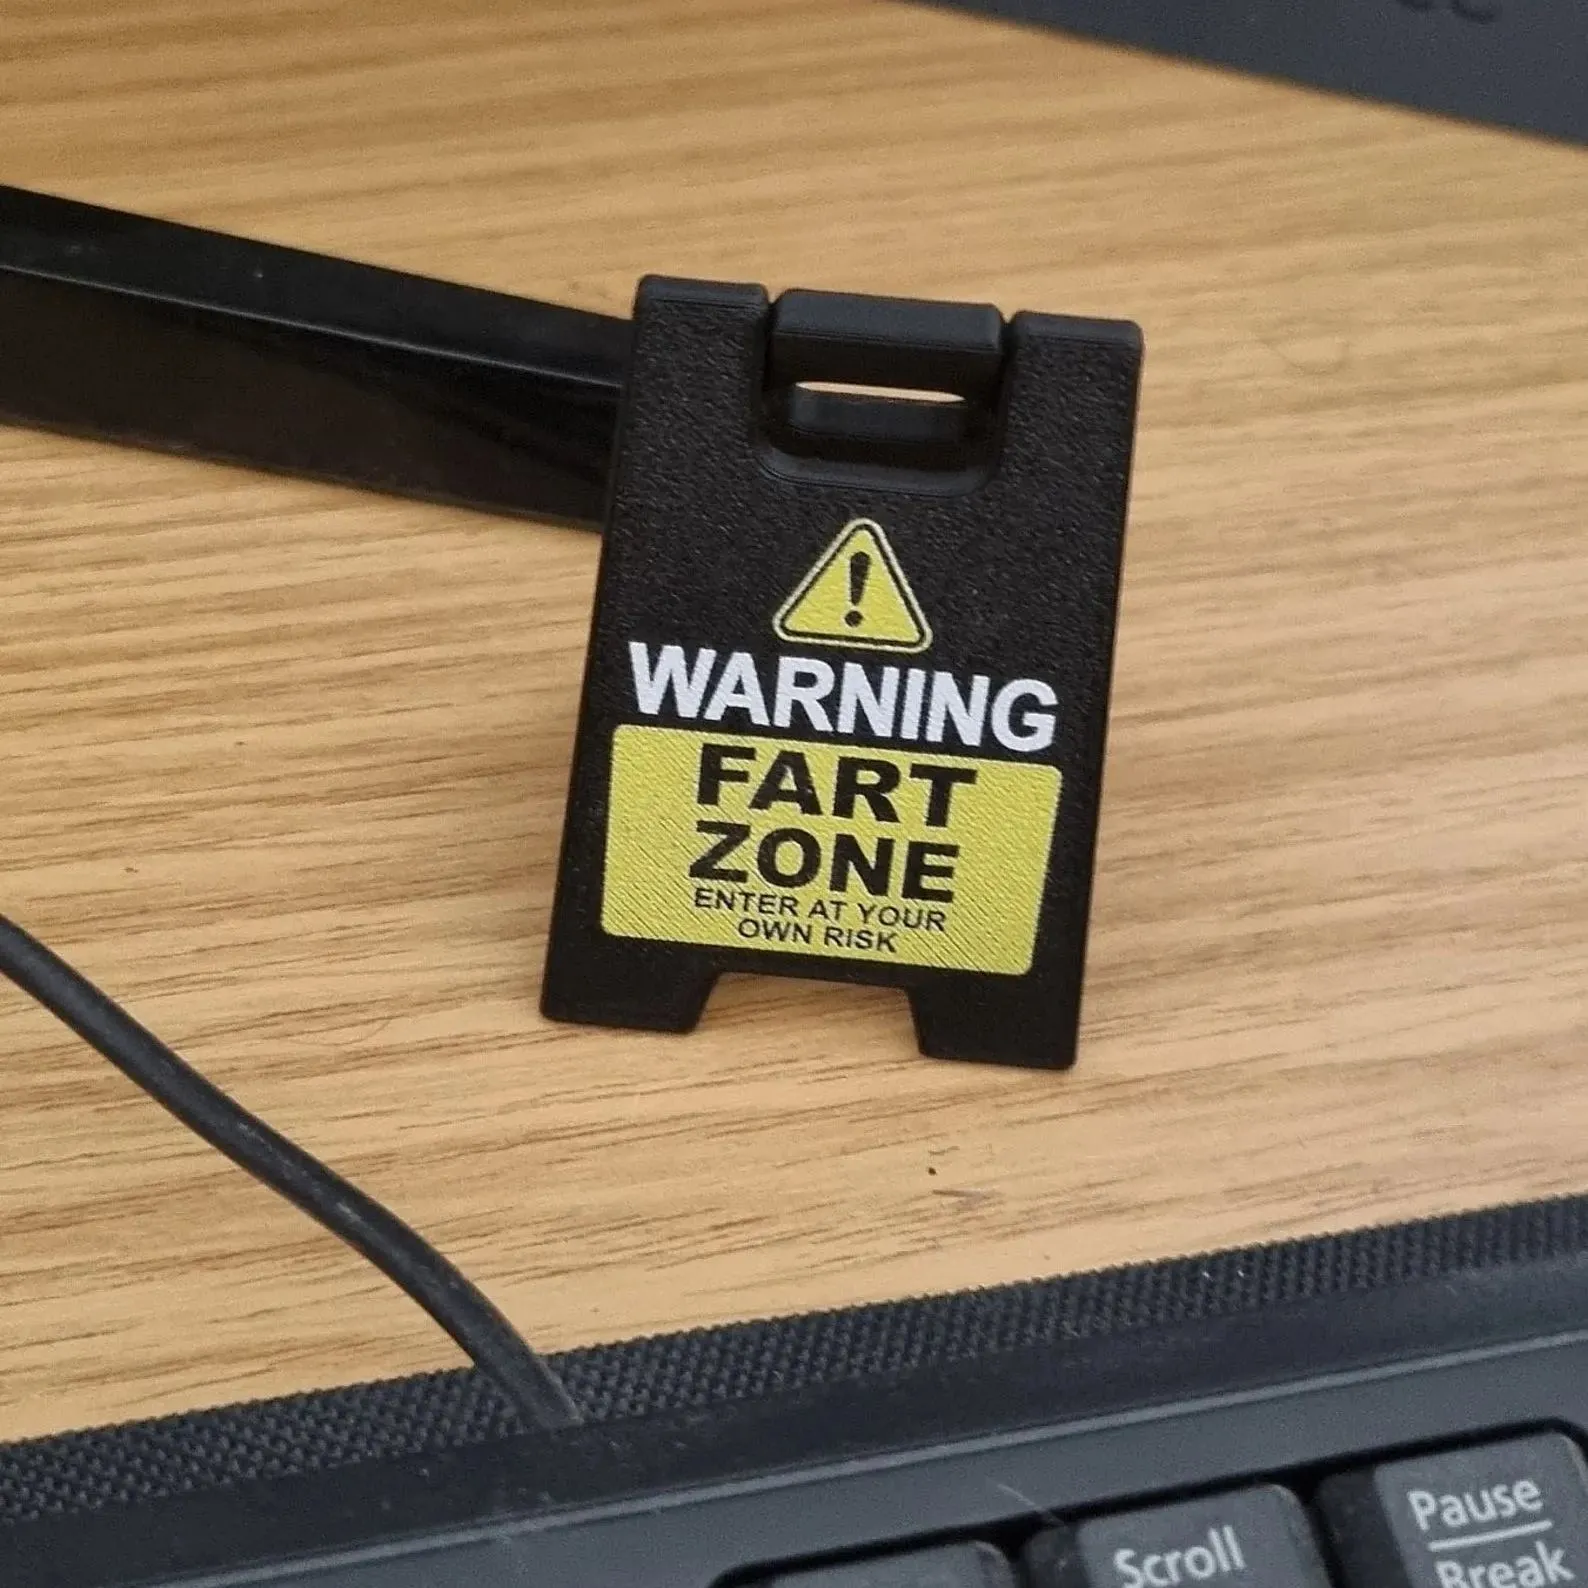 !
WARNING
FART
ZONE
ENTER AT YOUR
OWN RISK
Scroll
Pause
Break